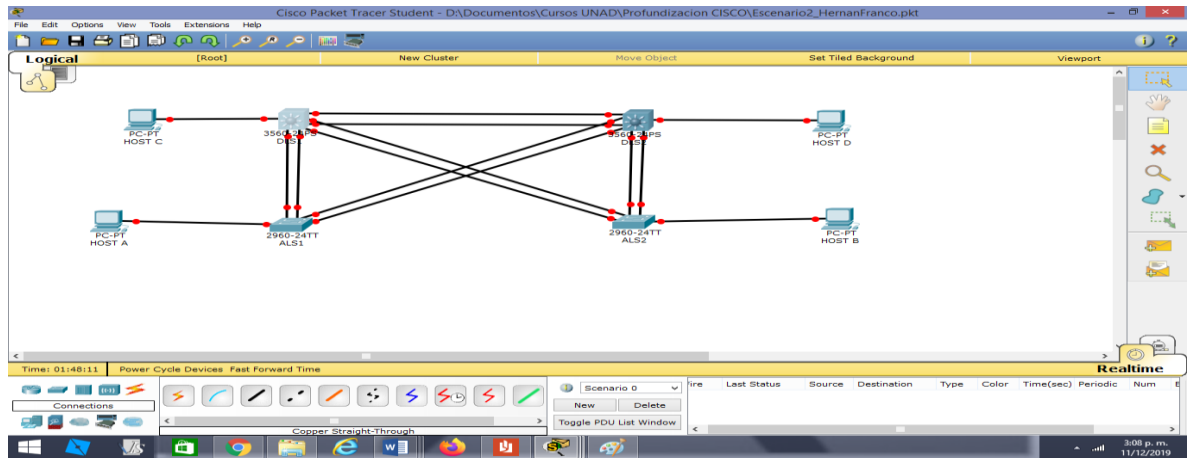 Cisco Packet Tracer Student - D:\Documentos\Cursos UNAD\Profundizacion CISCO\Escenario2_HernanFranco.pkt
File Edit Options View Tools Extensions Help
Logical [Root] New Cluster Move Object Set Tiled Background Viewport
PC-PT
HOST C
DLS1
PC-PT
HOST D
PC-PT
HOST A
2960-24TT
ALS1
2960-24TT
ALS2
PC-PT
HOST B
Time: 01:48:11 Power Cycle Devices Fast Forward Time Realtime
Connections
Copper Straight-Through
Scenario 0
New Delete
Toggle PDU List Window
Fire Last Status Source Destination Type Color Time(sec) Periodic Num
3:08 p. m.
11/12/2019